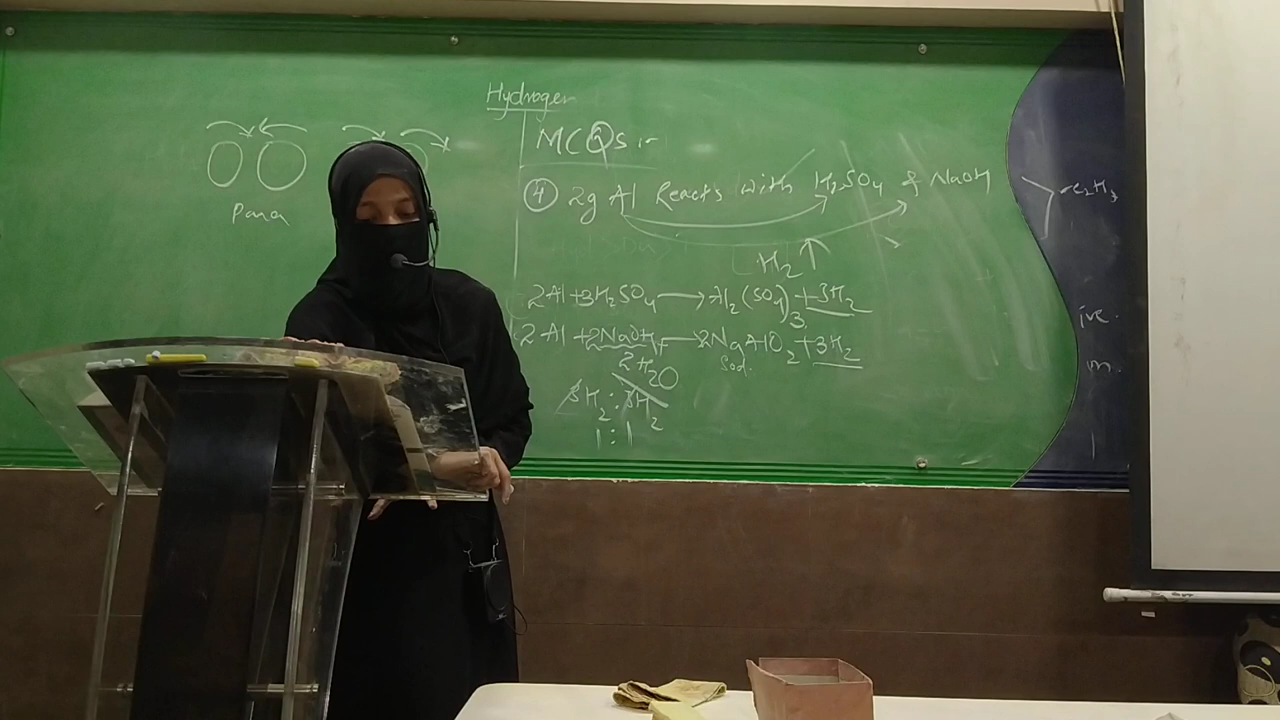 Hydrogen
MCQs :-
Para
④ 2g Al Reacts with H₂SO₄ & NaOH
H₂ ↑
2Al + 3H₂SO₄ → Al₂(SO₄)₃ + 3H₂
2Al + 2NaOH + → 2NaAlO₂ + 3H₂
2H₂O
Sod.
3H₂ : 3H₂
1 : 1